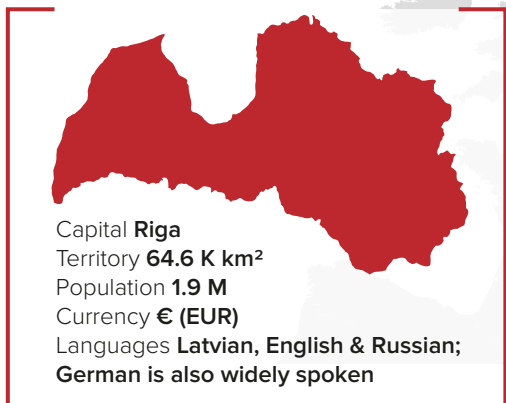 Capital Riga
Territory 64.6 K km²
Population 1.9 M
Currency € (EUR)
Languages Latvian, English & Russian;
German is also widely spoken